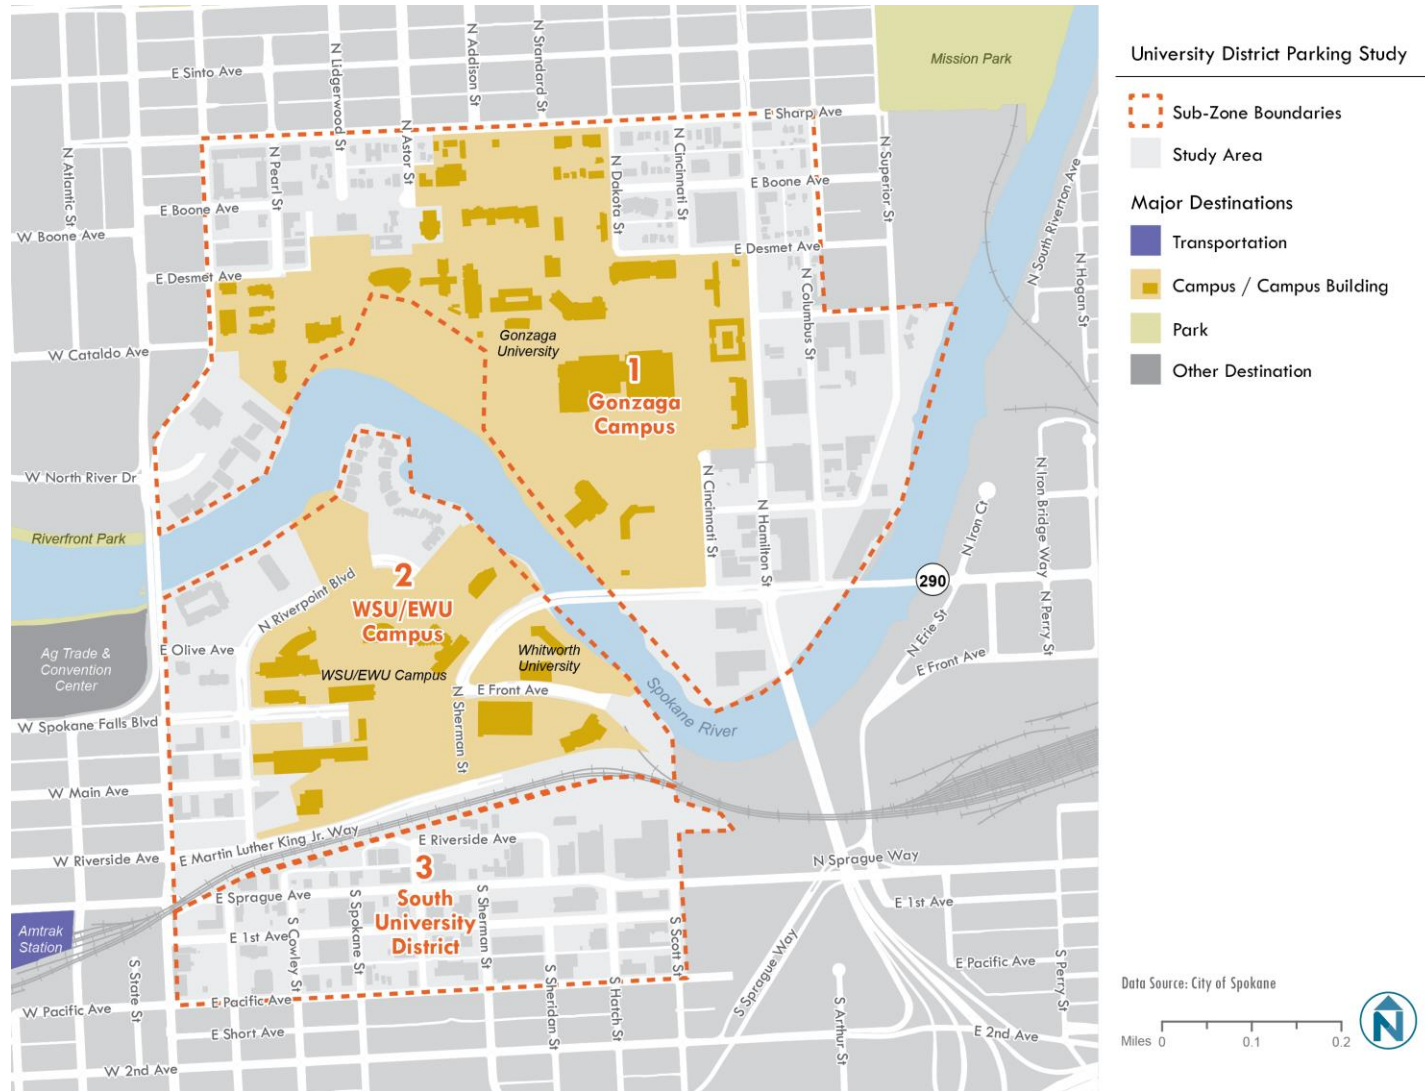 University District Parking Study
Sub-Zone Boundaries
Study Area
Major Destinations
Transportation
Campus / Campus Building
Park
Other Destination
Data Source: City of Spokane
Miles 0 0.1 0.2
N
Mission Park
E Sinto Ave
N Lidgerwood St
N Addison St
N Standard St
E Sharp Ave
N Atlantic St
N Pearl St
N Astor St
N Dakota St
N Cincinnati St
N Superior St
E Boone Ave
E Boone Ave
W Boone Ave
E Desmet Ave
E Desmet Ave
N South Riverton Ave
N Hogan St
N Columbus St
W Cataldo Ave
Gonzaga
University
1
Gonzaga
Campus
W North River Dr
N Cincinnati St
N Hamilton St
N Iron Ct
N Iron Bridge Way
Riverfront Park
2
WSU/EWU
Campus
290
N Riverpoint Blvd
N Perry St
N Erie St
E Front Ave
Ag Trade &
Convention
Center
E Olive Ave
WSU/EWU Campus
Whitworth
University
E Front Ave
Spokane River
N Sherman St
W Spokane Falls Blvd
W Main Ave
E Martin Luther King Jr. Way
E Riverside Ave
W Riverside Ave
N Sprague Way
3
South
University
District
E Sprague Ave
E 1st Ave
E 1st Ave
S Cowley St
S Spokane St
S Sherman St
S Scott St
S Sprague Way
Amtrak
Station
S State St
S Sheridan St
S Hatch St
S Arthur St
E Pacific Ave
S Perry St
W Pacific Ave
E Pacific Ave
E Short Ave
E 2nd Ave
W 2nd Ave